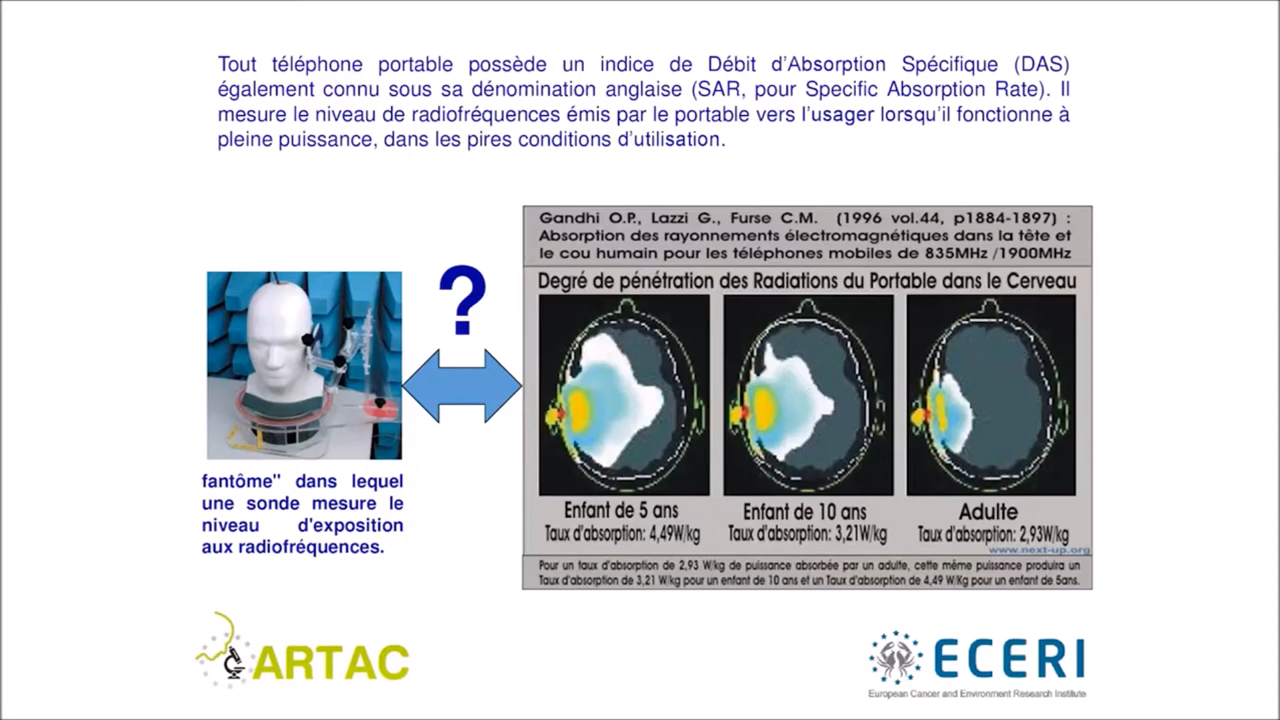 Tout téléphone portable possède un indice de Débit d'Absorption Spécifique (DAS)
également connu sous sa dénomination anglaise (SAR, pour Specific Absorption Rate). Il
mesure le niveau de radiofréquences émis par le portable vers l'usager lorsqu'il fonctionne à
pleine puissance, dans les pires conditions d'utilisation.
Gandhi O.P., Lazzi G., Furse C.M. (1996 vol.44, p1884-1897) :
Absorption des rayonnements électromagnétiques dans la tête et
le cou humain pour les téléphones mobiles de 835MHz /1900MHz
Degré de pénétration des Radiations du Portable dans le Cerveau
?
fantôme" dans lequel
une sonde mesure le
niveau d'exposition
aux radiofréquences.
Enfant de 5 ans
Taux d'absorption: 4,49W/kg
Enfant de 10 ans
Taux d'absorption: 3,21W/kg
Adulte
Taux d'absorption: 2,93W/kg
www.next-up.org
Pour un taux d'absorption de 2,93 W/kg de puissance absorbée par un adulte, cette même puissance produira un
Taux d'absorption de 3,21 W/kg pour un enfant de 10 ans et un Taux d'absorption de 4,49 W/Kg pour un enfant de 5ans.
ARTAC
ECERI
European Cancer and Environment Research Institute